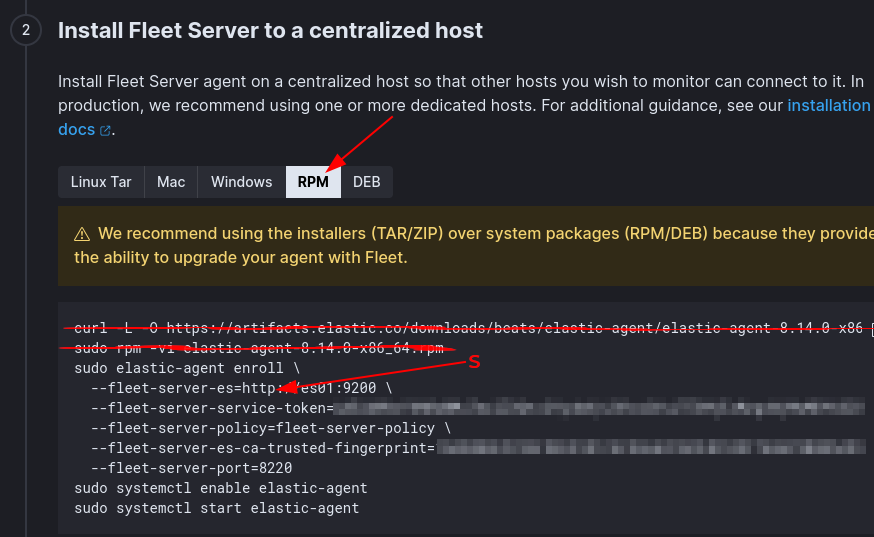 2
Install Fleet Server to a centralized host
Install Fleet Server agent on a centralized host so that other hosts you wish to monitor can connect to it. In
production, we recommend using one or more dedicated hosts. For additional guidance, see our installation
docs.
Linux Tar Mac Windows RPM DEB
We recommend using the installers (TAR/ZIP) over system packages (RPM/DEB) because they provide
the ability to upgrade your agent with Fleet.
curl -L -O https://artifacts.elastic.co/downloads/beats/elastic-agent/elastic-agent-8.14.0-x86
sudo rpm -vi elastic-agent-8.14.0-x86_64.rpm
sudo elastic-agent enroll \
S
--fleet-server-es=http://es01:9200 \
--fleet-server-service-token=
--fleet-server-policy=fleet-server-policy \
--fleet-server-es-ca-trusted-fingerprint=
--fleet-server-port=8220
sudo systemctl enable elastic-agent
sudo systemctl start elastic-agent